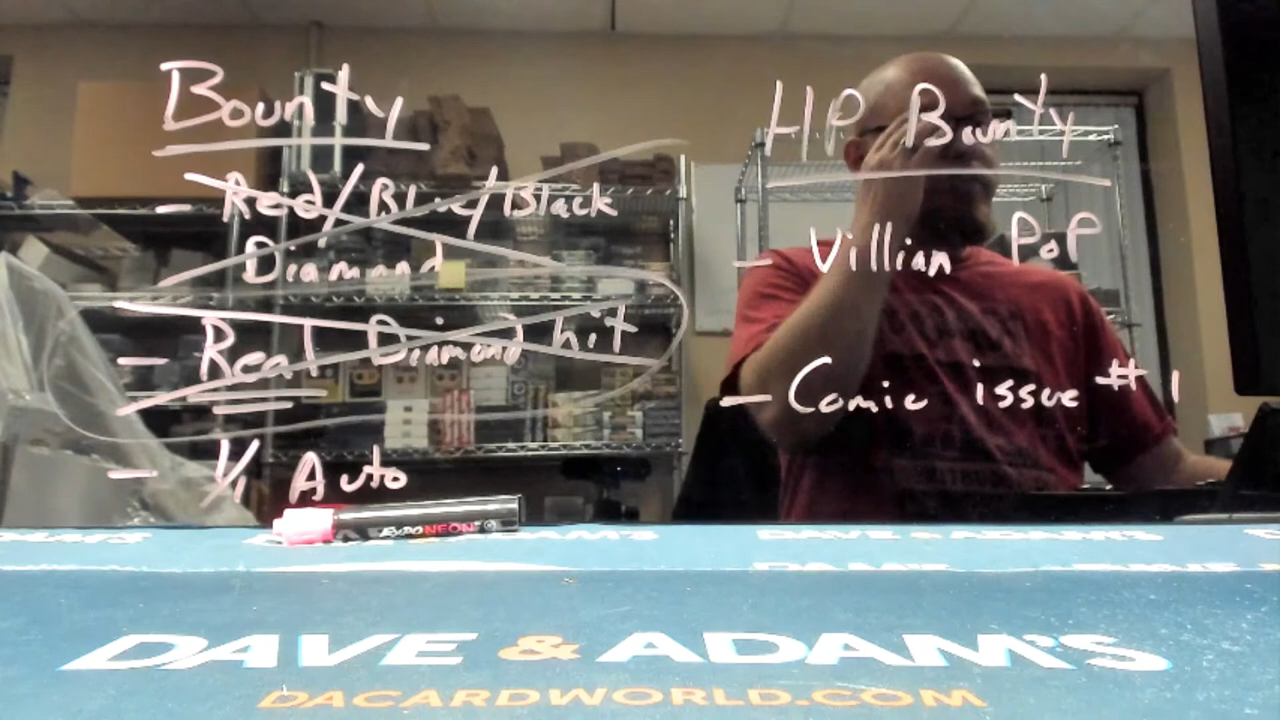 Bounty
- Red/Blue/Black
Diamond
- Real Diamond hit
- 1/1 Auto
H.P. Bounty
- Villian POP
- Comic issue #1
EXPO NEON
DAVE & ADAM'S
DAVE & ADAM'S
DAVE & ADAM'S
DACARDWORLD.COM